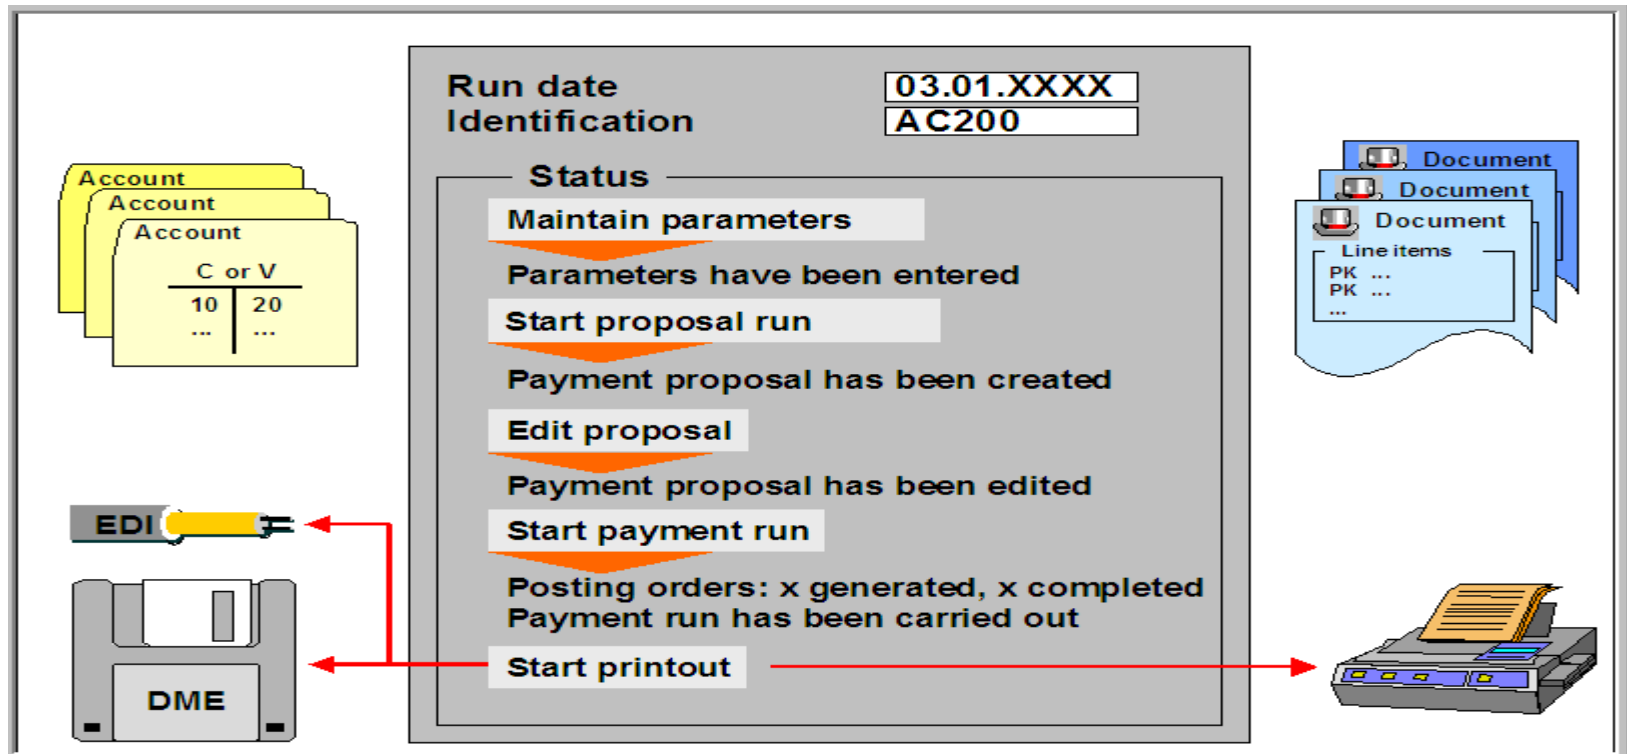 Run date 03.01.XXXX
Identification AC200
Status
Maintain parameters
Parameters have been entered
Start proposal run
Payment proposal has been created
Edit proposal
Payment proposal has been edited
Start payment run
Posting orders: x generated, x completed
Payment run has been carried out
Start printout
Account
Account
Account
C or V
10 20
... ...
EDI
DME
Document
Document
Document
Line items
PK ...
PK ...
...